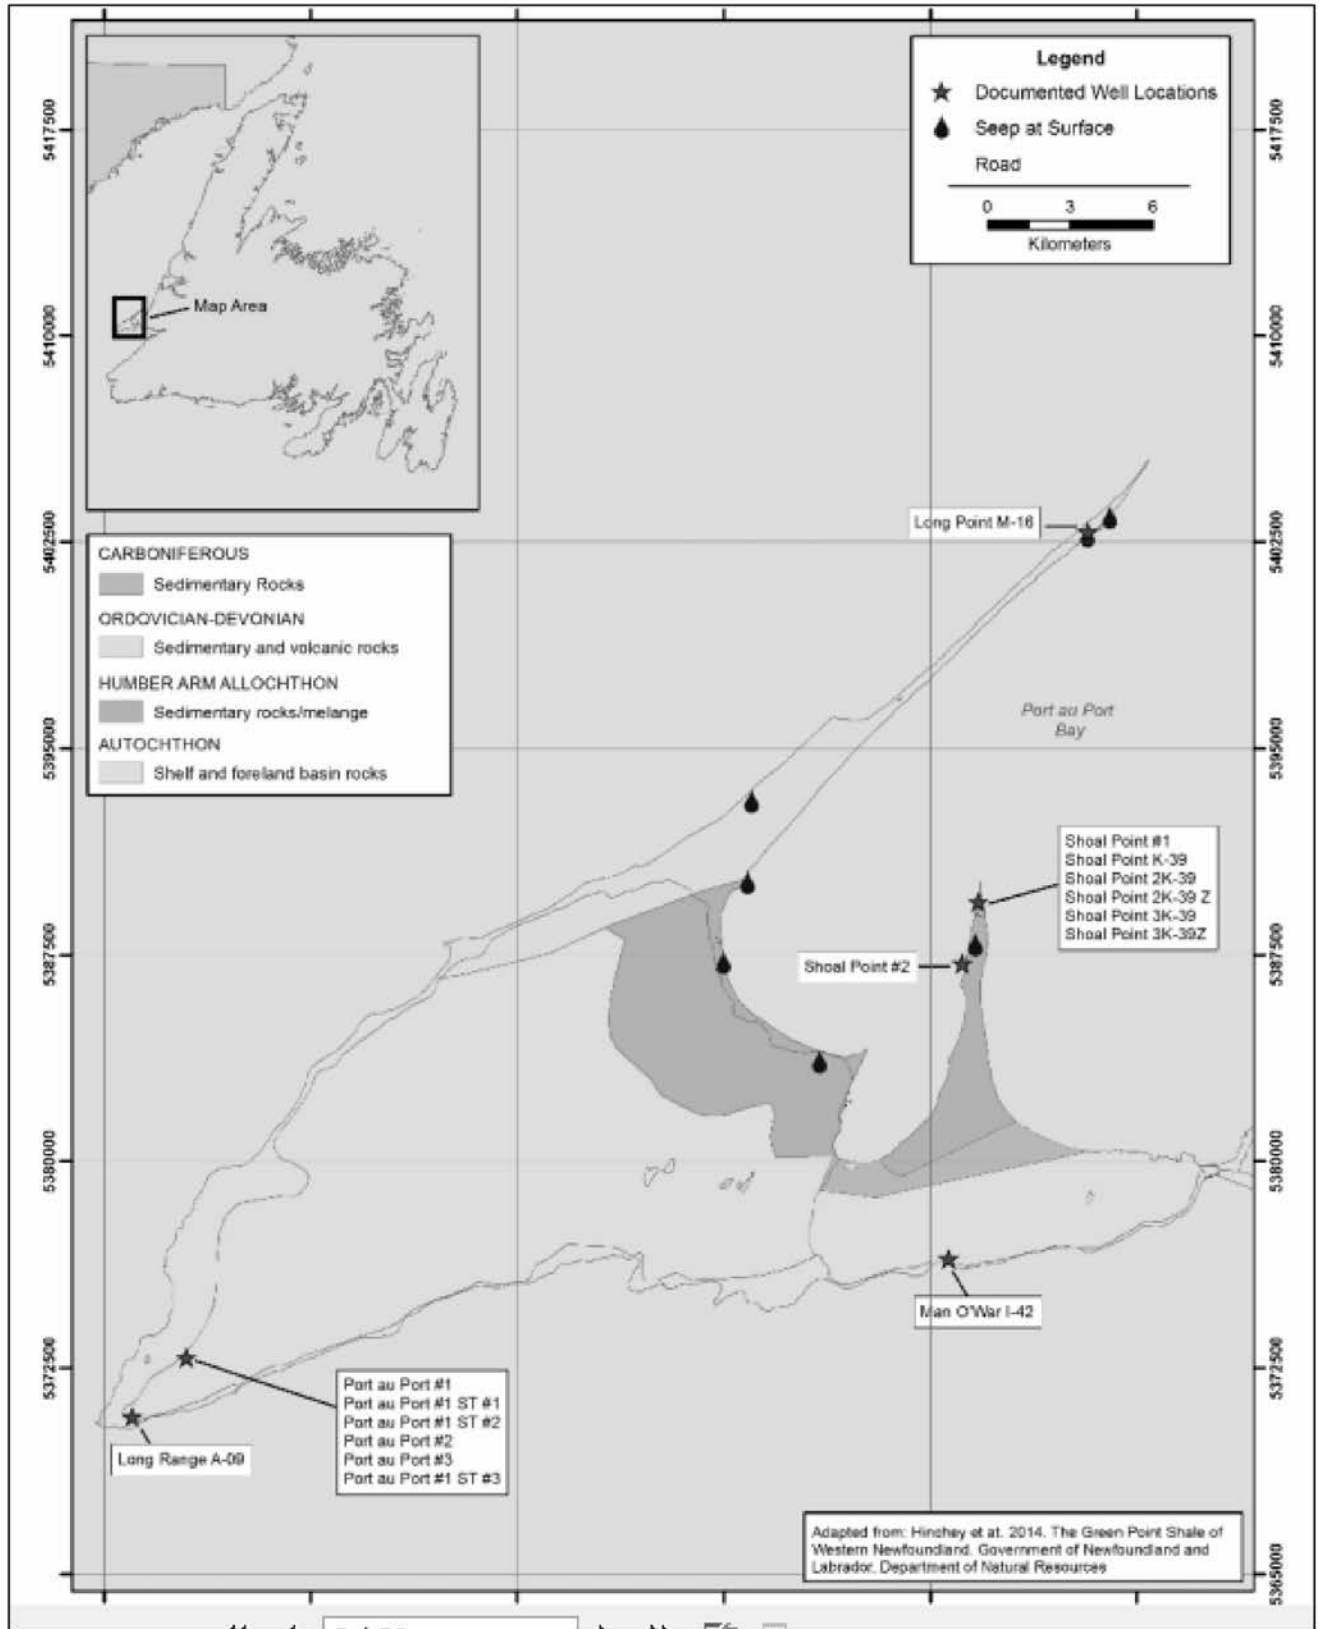 Legend
Documented Well Locations
Seep at Surface
Road
0 3 6
Kilometers
Map Area
5417500
5417500
5410000
5410000
5402500
5402500
5395000
5395000
5387500
5387500
5380000
5380000
5372500
5372500
5365000
Long Point M-16
CARBONIFEROUS
Sedimentary Rocks
ORDOVICIAN-DEVONIAN
Sedimentary and volcanic rocks
HUMBER ARM ALLOCHTHON
Sedimentary rocks/melange
AUTOCHTHON
Shelf and foreland basin rocks
Port au Port
Bay
Shoal Point #1
Shoal Point K-39
Shoal Point 2K-39
Shoal Point 2K-39 Z
Shoal Point 3K-39
Shoal Point 3K-39Z
Shoal Point #2
Man O'War I-42
Port au Port #1
Port au Port #1 ST #1
Port au Port #1 ST #2
Port au Port #2
Port au Port #3
Port au Port #1 ST #3
Long Range A-09
Adapted from: Hinchey et at. 2014. The Green Point Shale of
Western Newfoundland. Government of Newfoundland and
Labrador. Department of Natural Resources